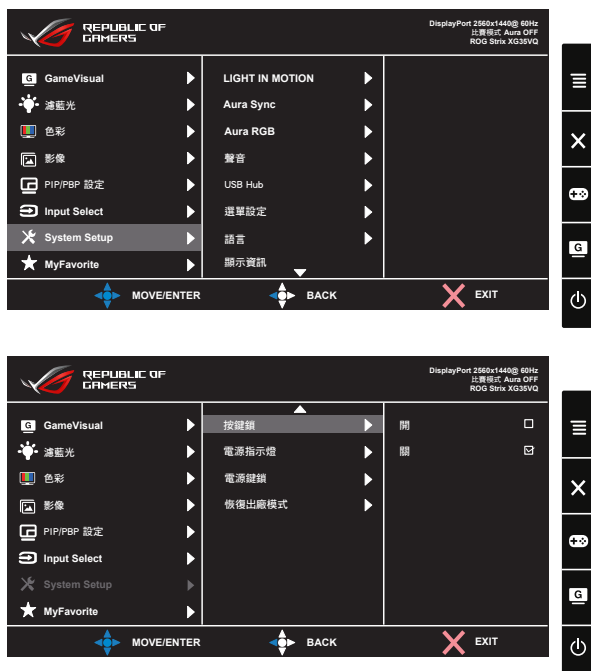 REPUBLIC OF
GAMERS
DisplayPort 2560x1440@ 60Hz
比賽模式 Aura OFF
ROG Strix XG35VQ
G GameVisual
濾藍光
色彩
影像
PIP/PBP 設定
Input Select
System Setup
MyFavorite
LIGHT IN MOTION
Aura Sync
Aura RGB
聲音
USB Hub
選單設定
語言
顯示資訊
MOVE/ENTER
BACK
EXIT
G
REPUBLIC OF
GAMERS
DisplayPort 2560x1440@ 60Hz
比賽模式 Aura OFF
ROG Strix XG35VQ
G GameVisual
濾藍光
色彩
影像
PIP/PBP 設定
Input Select
System Setup
MyFavorite
按鍵鎖
電源指示燈
電源鍵鎖
恢復出廠模式
開
關
MOVE/ENTER
BACK
EXIT
G